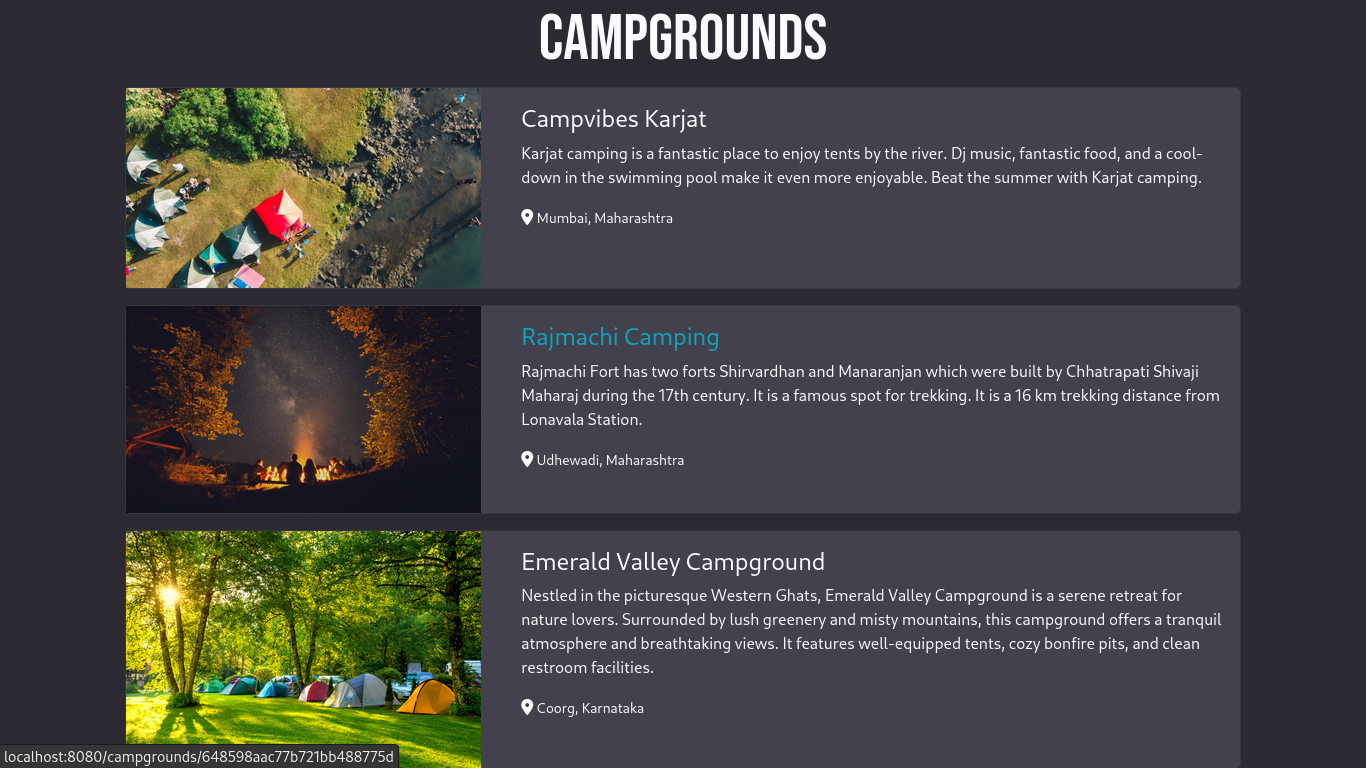 CAMPGROUNDS
Campvibes Karjat
Karjat camping is a fantastic place to enjoy tents by the river. Dj music, fantastic food, and a cool-
down in the swimming pool make it even more enjoyable. Beat the summer with Karjat camping.
Mumbai, Maharashtra
Rajmachi Camping
Rajmachi Fort has two forts Shirvardhan and Manaranjan which were built by Chhatrapati Shivaji
Maharaj during the 17th century. It is a famous spot for trekking. It is a 16 km trekking distance from
Lonavala Station.
Udhewadi, Maharashtra
Emerald Valley Campground
Nestled in the picturesque Western Ghats, Emerald Valley Campground is a serene retreat for
nature lovers. Surrounded by lush greenery and misty mountains, this campground offers a tranquil
atmosphere and breathtaking views. It features well-equipped tents, cozy bonfire pits, and clean
restroom facilities.
Coorg, Karnataka
localhost:8080/campgrounds/648598aac77b721bb488775d